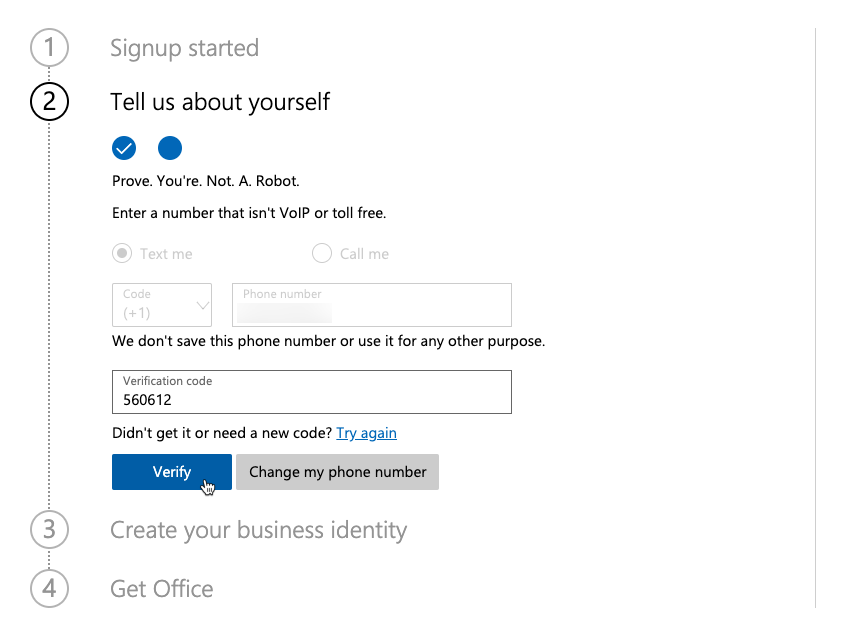 1 Signup started
2 Tell us about yourself
Prove. You're. Not. A. Robot.
Enter a number that isn't VoIP or toll free.
Text me Call me
Code Phone number
(+1)
We don't save this phone number or use it for any other purpose.
Verification code
560612
Didn't get it or need a new code? Try again
Verify Change my phone number
3 Create your business identity
4 Get Office